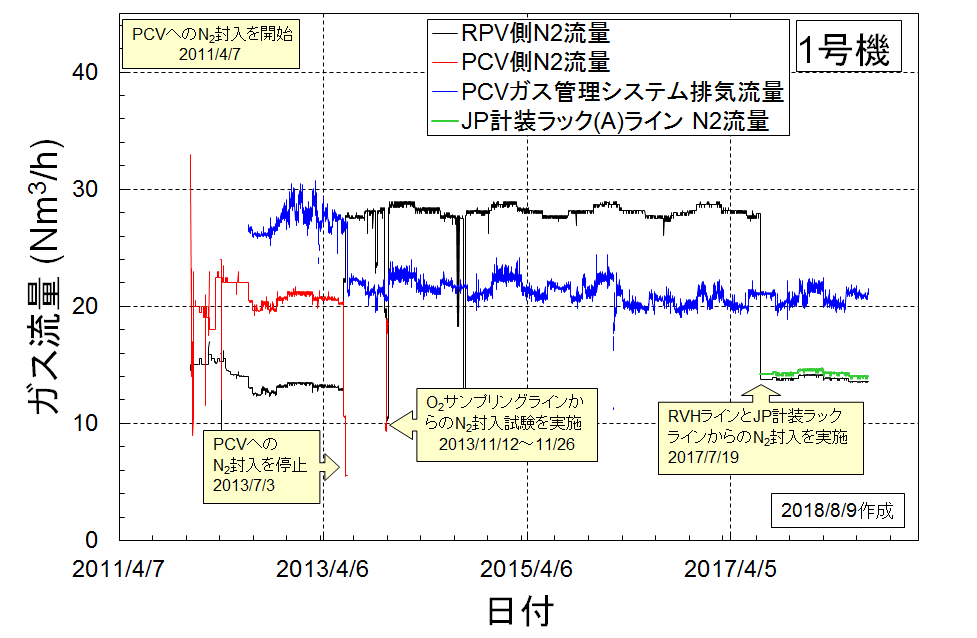 PCVへのN2封入を開始
2011/4/7
RPV側N2流量
PCV側N2流量
PCVガス管理システム排気流量
JP計装ラック(A)ライン N2流量
1号機
ガス流量 (Nm³/h)
40
30
20
10
0
PCVへの
N2封入を停止
2013/7/3
O2サンプリングラインか
らのN2封入試験を実施
2013/11/12～11/26
RVHラインとJP計装ラック
ラインからのN2封入を実施
2017/7/19
2018/8/9作成
2011/4/7
2013/4/6
2015/4/6
2017/4/5
日付